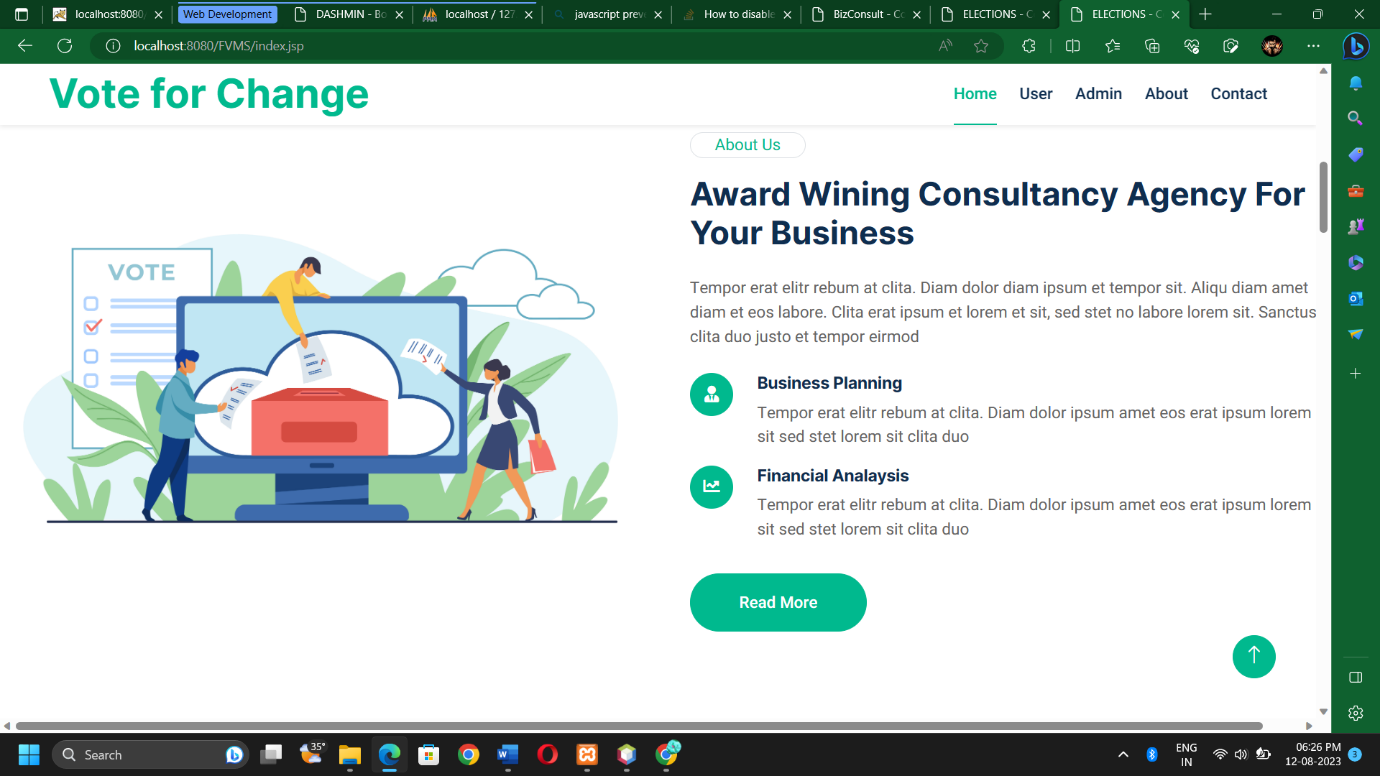 localhost:8080/
Web Development
DASHMIN - Bo
localhost / 127
javascript prev
How to disable
BizConsult - Co
ELECTIONS - C
ELECTIONS - C
localhost:8080/FVMS/index.jsp
Vote for Change
Home User Admin About Contact
About Us
Award Wining Consultancy Agency For
Your Business
Tempor erat elitr rebum at clita. Diam dolor diam ipsum et tempor sit. Aliqu diam amet
diam et eos labore. Clita erat ipsum et lorem et sit, sed stet no labore lorem sit. Sanctus
clita duo justo et tempor eirmod
VOTE
Business Planning
Tempor erat elitr rebum at clita. Diam dolor ipsum amet eos erat ipsum lorem
sit sed stet lorem sit clita duo
Financial Analaysis
Tempor erat elitr rebum at clita. Diam dolor ipsum amet eos erat ipsum lorem
sit sed stet lorem sit clita duo
Read More
Search
35°
ENG
IN
06:26 PM
12-08-2023
3